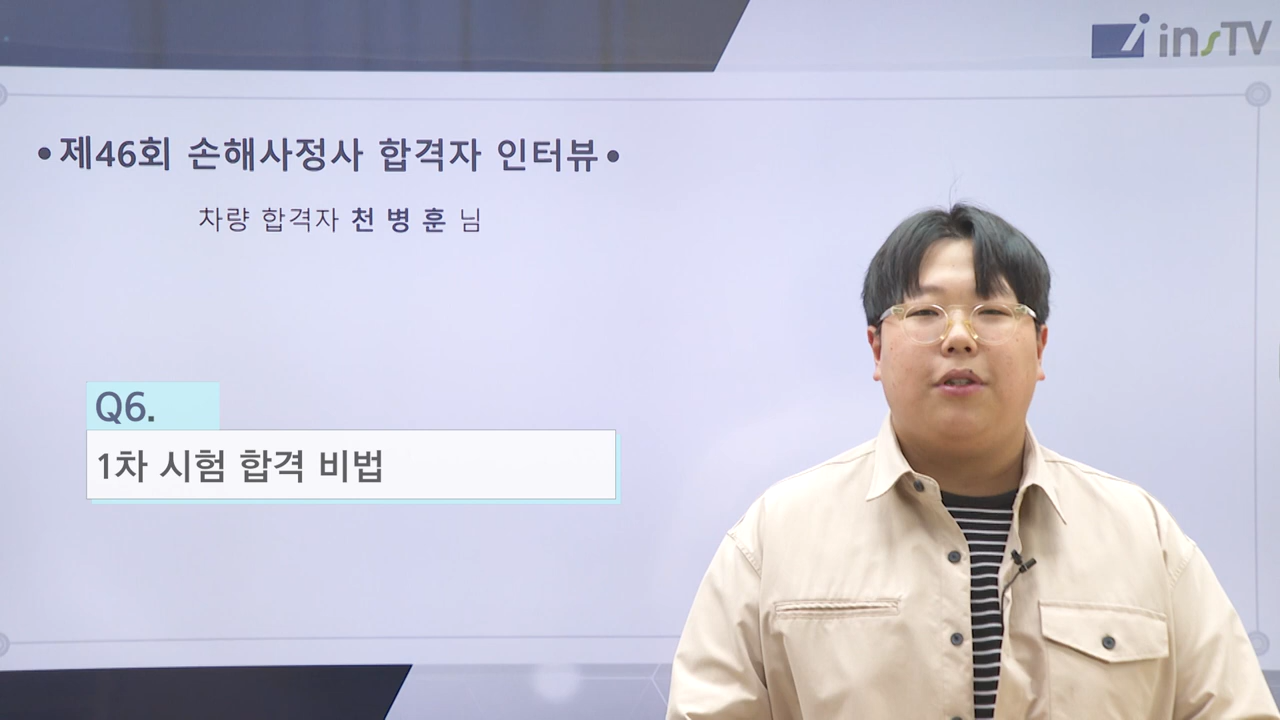 insTV
•제46회 손해사정사 합격자 인터뷰•
차량 합격자 천병훈 님
Q6.
1차 시험 합격 비법